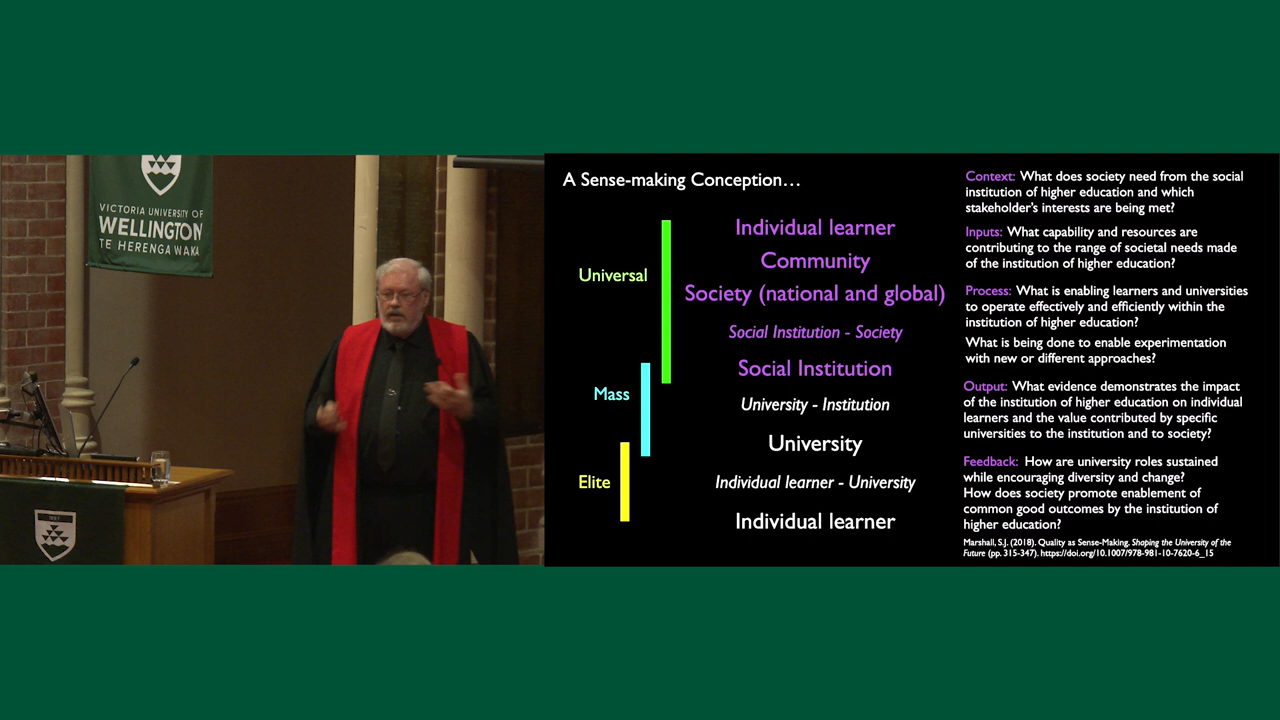 VICTORIA UNIVERSITY OF
WELLINGTON
TE HERENGA WAKA
A Sense-making Conception…
Universal
Mass
Elite
Individual learner
Community
Society (national and global)
Social Institution - Society
Social Institution
University - Institution
University
Individual learner - University
Individual learner
Context: What does society need from the social
institution of higher education and which
stakeholder's interests are being met?
Inputs: What capability and resources are
contributing to the range of societal needs made
of the institution of higher education?
Process: What is enabling learners and universities
to operate effectively and efficiently within the
institution of higher education?
What is being done to enable experimentation
with new or different approaches?
Output: What evidence demonstrates the impact
of the institution of higher education on individual
learners and the value contributed by specific
universities to the institution and to society?
Feedback: How are university roles sustained
while encouraging diversity and change?
How does society promote enablement of
common good outcomes by the institution of
higher education?
Marshall, S.J. (2018). Quality as Sense-Making. Shaping the University of the
Future (pp. 315-347). https://doi.org/10.1007/978-981-10-7620-6_15